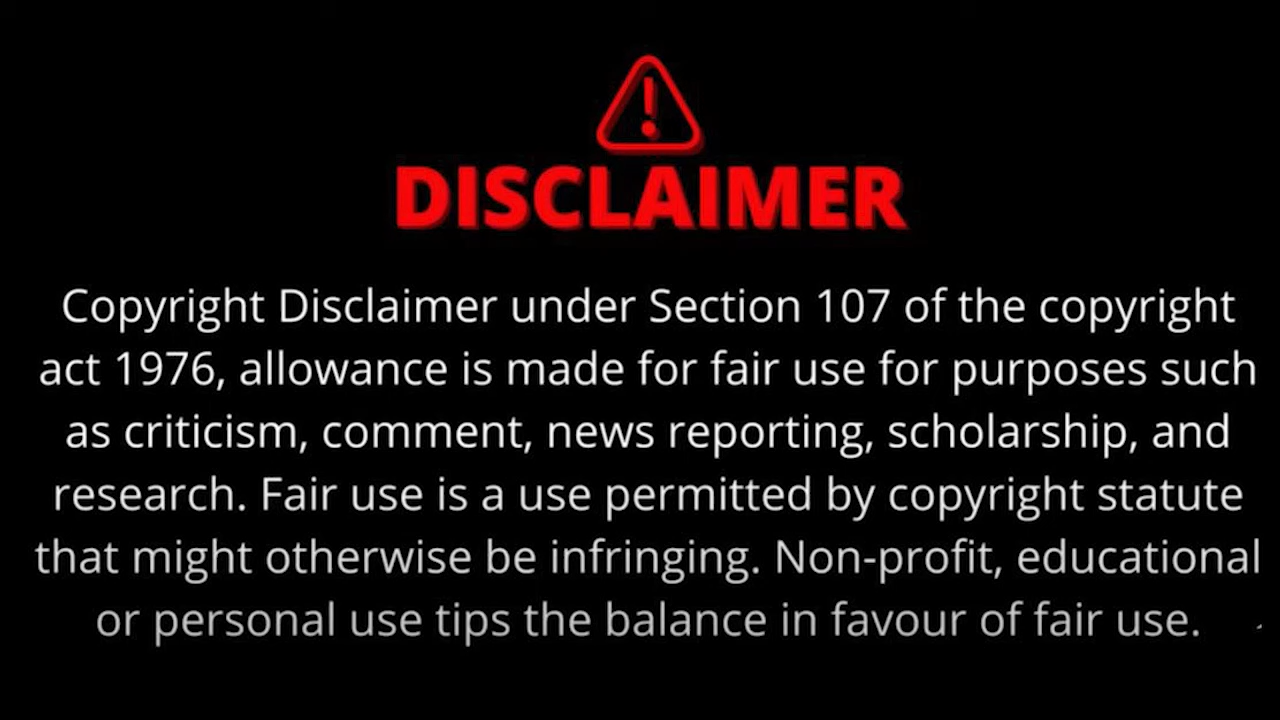 DISCLAIMER
Copyright Disclaimer under Section 107 of the copyright
act 1976, allowance is made for fair use for purposes such
as criticism, comment, news reporting, scholarship, and
research. Fair use is a use permitted by copyright statute
that might otherwise be infringing. Non-profit, educational
or personal use tips the balance in favour of fair use.